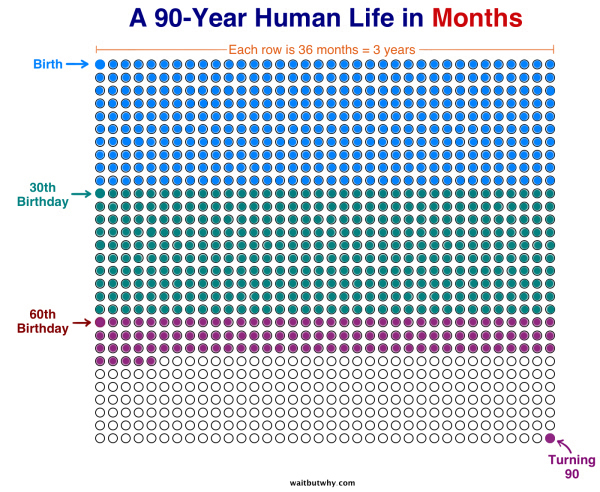 A 90-Year Human Life in Months
Each row is 36 months = 3 years
Birth
30th
Birthday
60th
Birthday
Turning
90
waitbutwhy.com